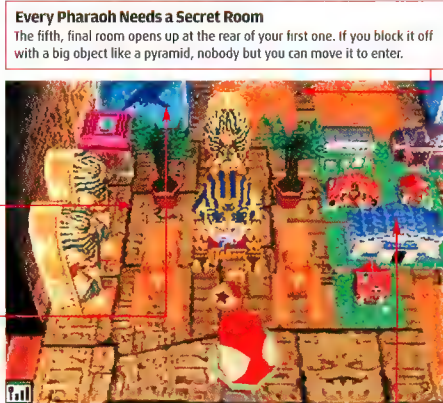 Every Pharaoh Needs a Secret Room
The fifth, final room opens up at the rear of your first one. If you block it off
with a big object like a pyramid, nobody but you can move it to enter.